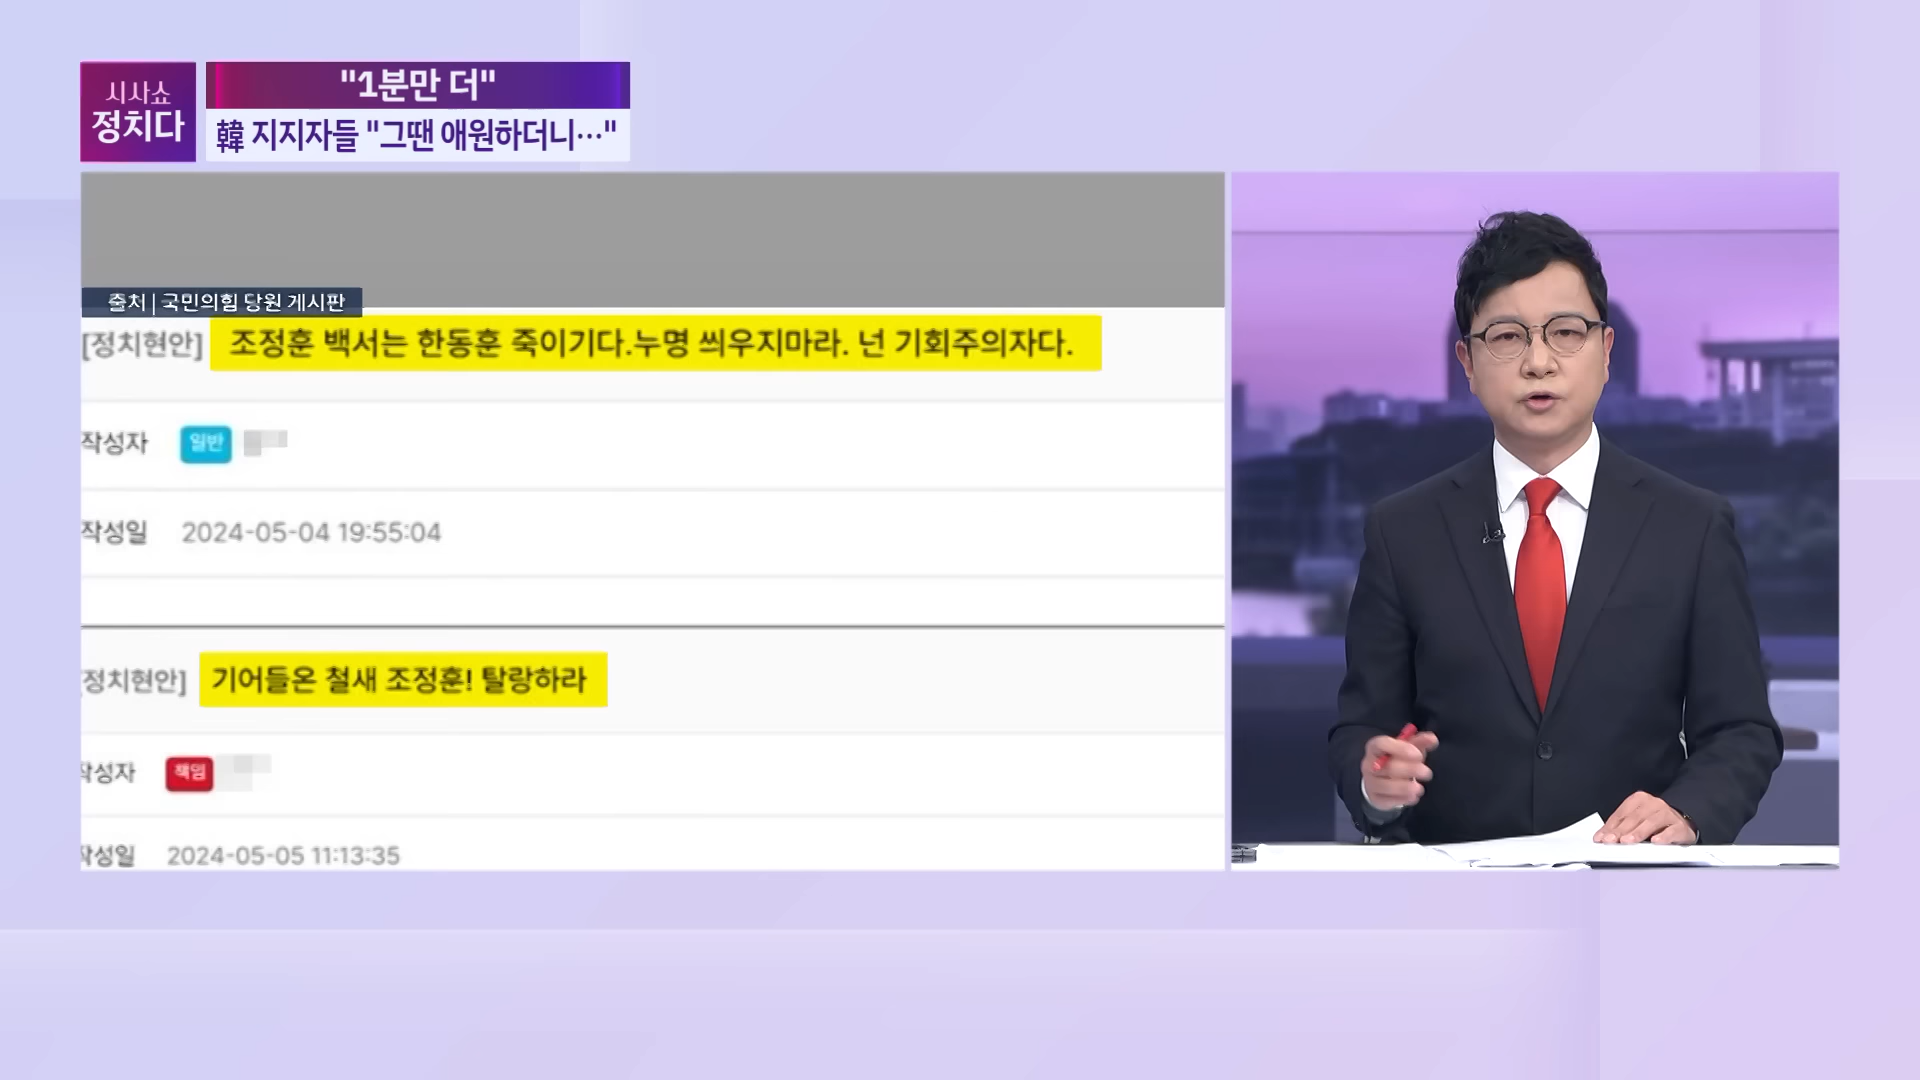 시사쇼
정치다
"1분만 더"
韓 지지자들 "그땐 애원하더니…"
출처 | 국민의힘 당원 게시판
[정치현안] 조정훈 백서는 한동훈 죽이기다.누명 씌우지마라. 넌 기회주의자다.
작성자 일반
작성일 2024-05-04 19:55:04
[정치현안] 기어들온 철새 조정훈! 탈랑하라
작성자 책임
작성일 2024-05-05 11:13:35